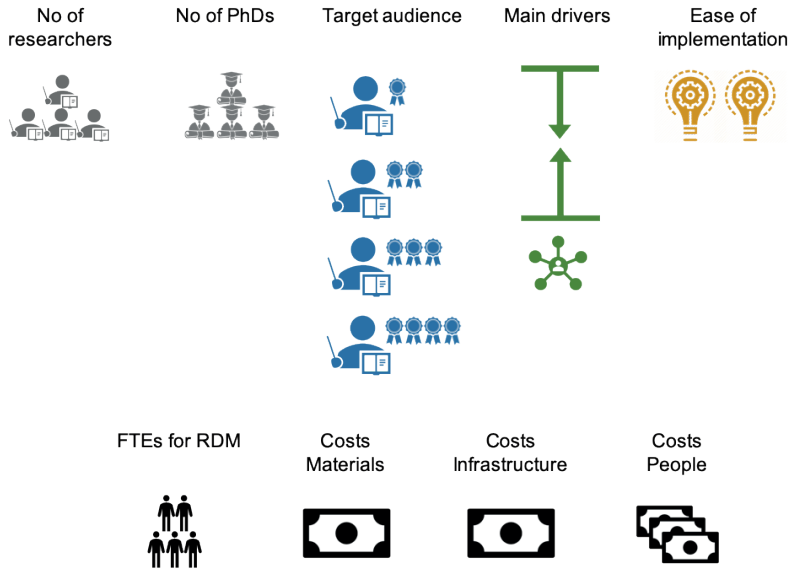 No of
researchers
No of PhDs
Target audience
Main drivers
Ease of
implementation
FTEs for RDM
Costs
Materials
Costs
Infrastructure
Costs
People